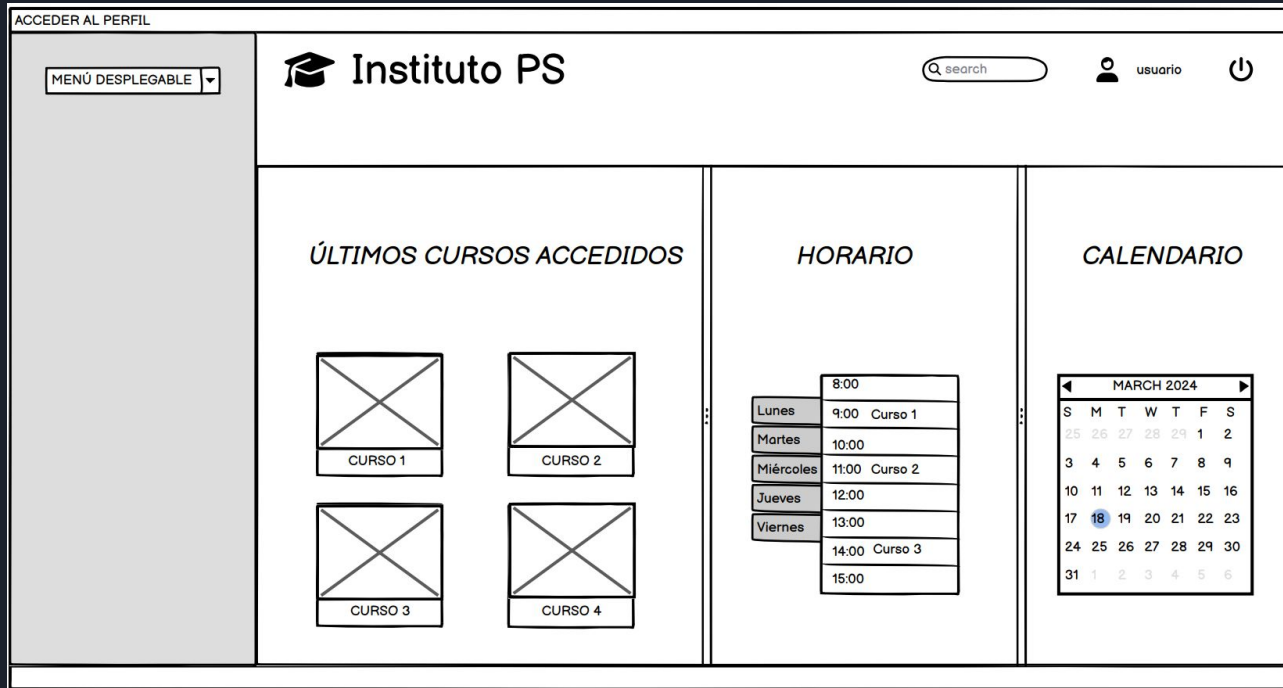 ACCEDER AL PERFIL
MENÚ DESPLEGABLE
Instituto PS
search
usuario
ÚLTIMOS CURSOS ACCEDIDOS
CURSO 1
CURSO 2
CURSO 3
CURSO 4
HORARIO
Lunes
Martes
Miércoles
Jueves
Viernes
8:00
9:00 Curso 1
10:00
11:00 Curso 2
12:00
13:00
14:00 Curso 3
15:00
CALENDARIO
MARCH 2024
S M T W T F S
25 26 27 28 29 1 2
3 4 5 6 7 8 9
10 11 12 13 14 15 16
17 18 19 20 21 22 23
24 25 26 27 28 29 30
31 1 2 3 4 5 6